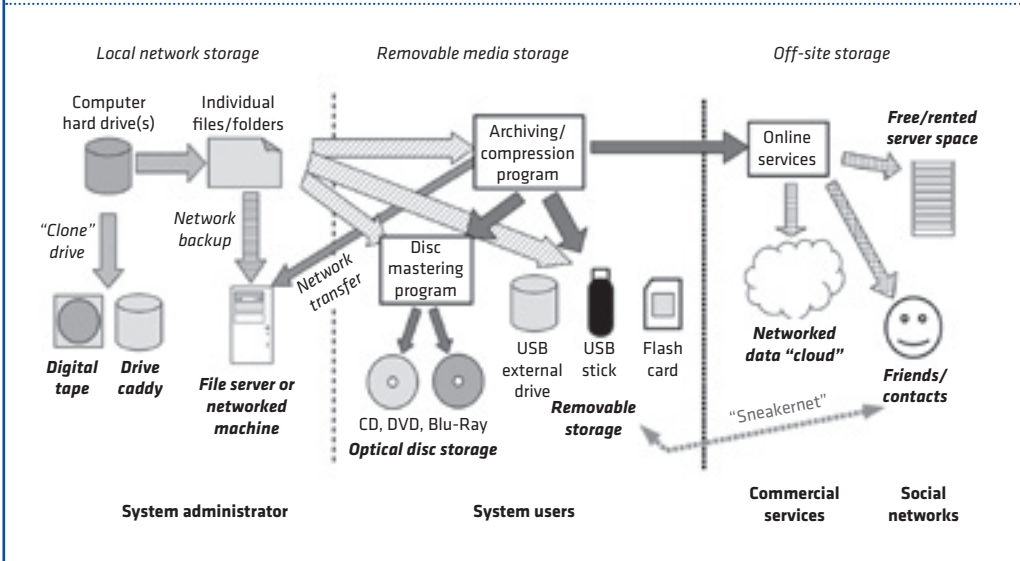 Local network storage
Removable media storage
Off-site storage
Computer
hard drive(s)
Individual
files/folders
"Clone"
drive
Network
backup
Digital
tape
Drive
caddy
File server or
networked
machine
Archiving/
compression
program
Network
transfer
Disc
mastering
program
CD, DVD, Blu-Ray
Optical disc storage
USB
external
drive
USB
stick
Flash
card
Removable
storage
Online
services
Free/rented
server space
Networked
data "cloud"
Friends/
contacts
"Sneakernet"
System administrator
System users
Commercial
services
Social
networks